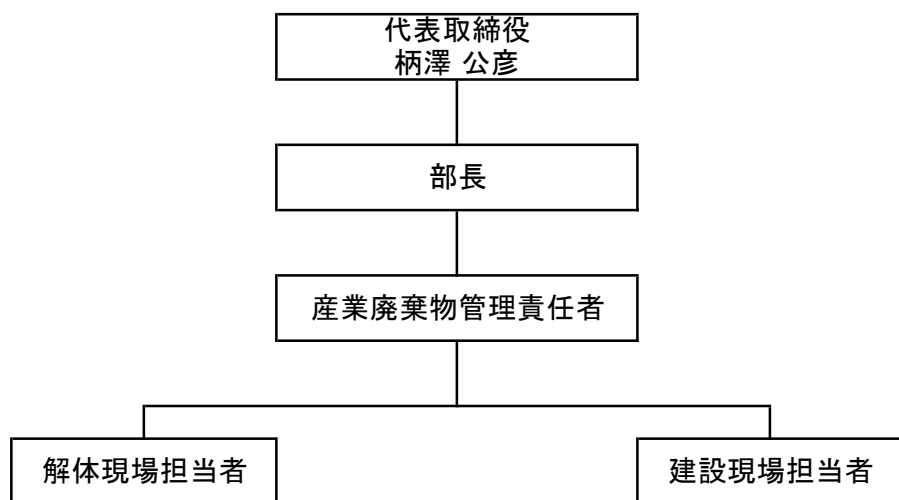 代表取締役
柄澤 公彦
部長
産業廃棄物管理責任者
解体現場担当者
建設現場担当者